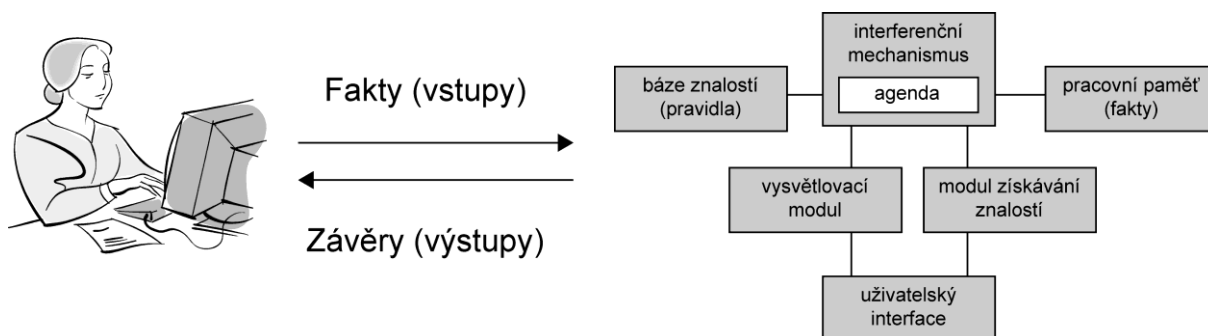 Fakty (vstupy)
Závěry (výstupy)
interferenční
mechanismus
agenda
báze znalostí
(pravidla)
pracovní paměť
(fakty)
vysvětlovací
modul
modul získávání
znalostí
uživatelský
interface